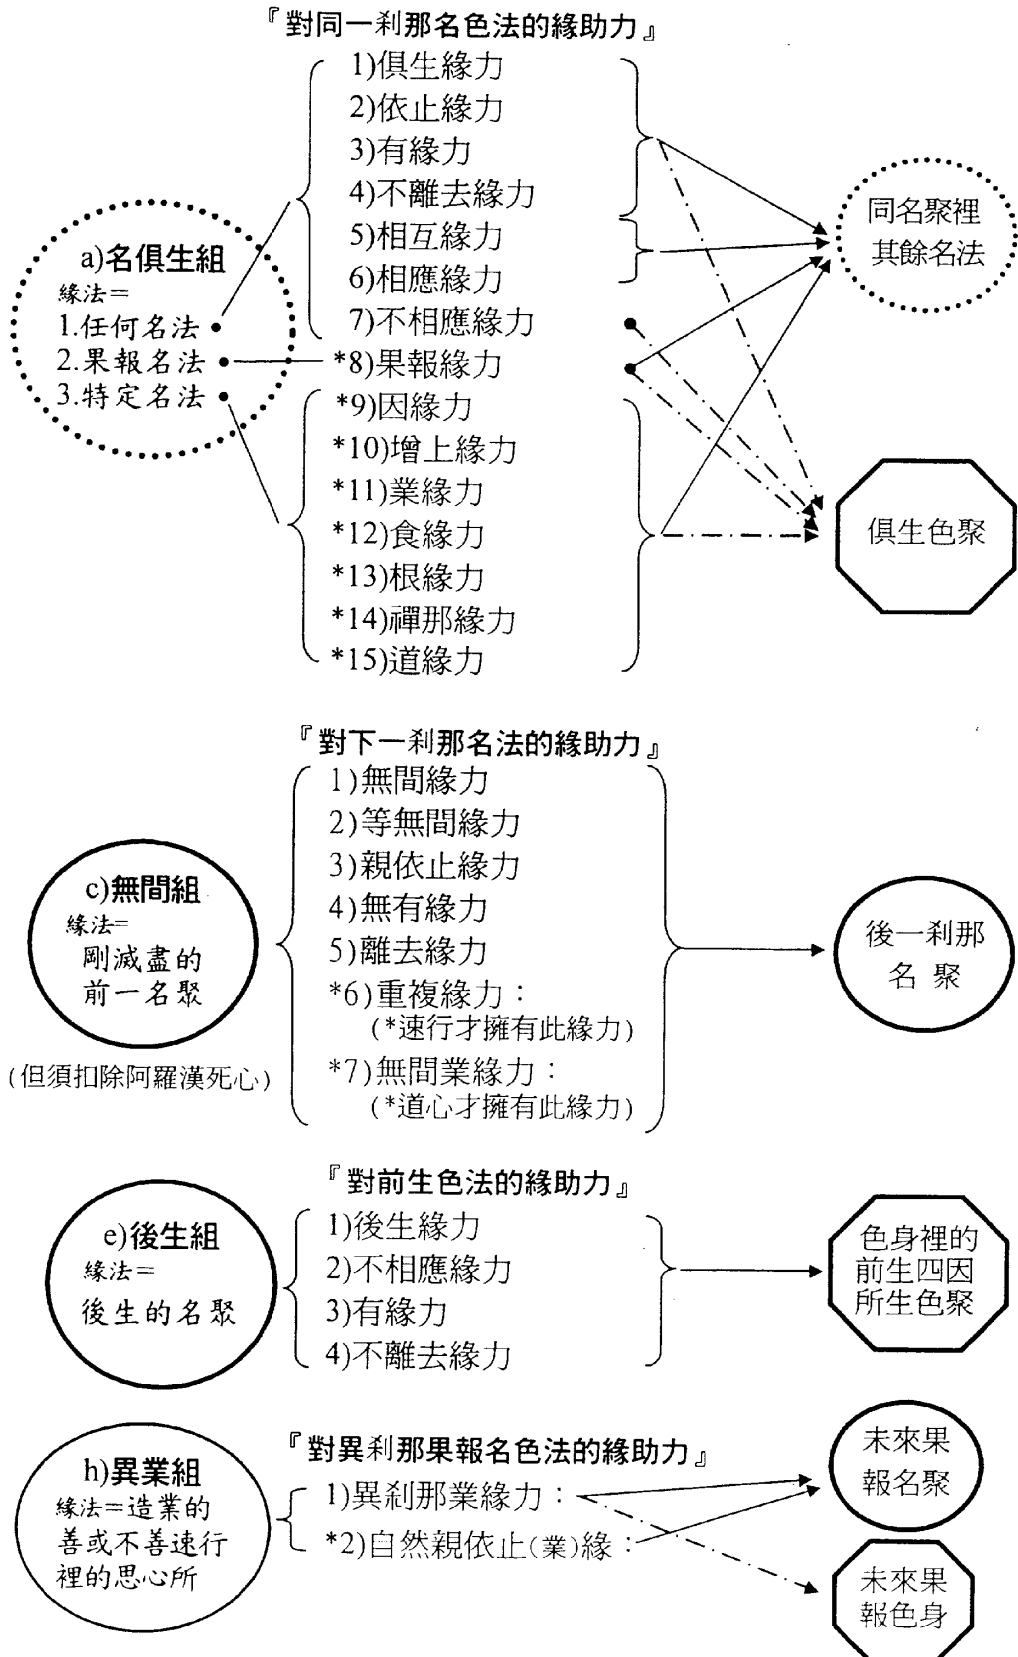 『對同一剎那名色法的緣助力』
a)名俱生組
緣法＝
1.任何名法
2.果報名法
3.特定名法
1)俱生緣力
2)依止緣力
3)有緣力
4)不離去緣力
5)相互緣力
6)相應緣力
7)不相應緣力
*8)果報緣力
*9)因緣力
*10)增上緣力
*11)業緣力
*12)食緣力
*13)根緣力
*14)禪那緣力
*15)道緣力
同名聚裡
其餘名法
俱生色聚
『對下一剎那名法的緣助力』
c)無間組
緣法=
剛滅盡的
前一名聚
(但須扣除阿羅漢死心)
1)無間緣力
2)等無間緣力
3)親依止緣力
4)無有緣力
5)離去緣力
*6)重複緣力：
(*速行才擁有此緣力)
*7)無間業緣力：
(*道心才擁有此緣力)
後一剎那
名 聚
『對前生色法的緣助力』
e)後生組
緣法＝
後生的名聚
1)後生緣力
2)不相應緣力
3)有緣力
4)不離去緣力
色身裡的
前生四因
所生色聚
『對異剎那果報名色法的緣助力』
h)異業組
緣法＝造業的
善或不善速行
裡的思心所
1)異剎那業緣力：
*2)自然親依止(業)緣：
未來果
報名聚
未來果
報色身